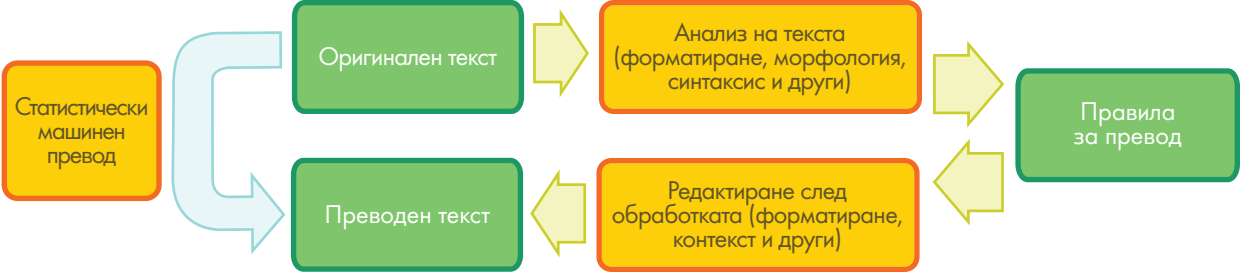 Статистически
машинен
превод
Оригинален текст
Анализ на текста
(форматиране, морфология,
синтаксис и други)
Правила
за превод
Редактиране след
обработката (форматиране,
контекст и други)
Преводен текст